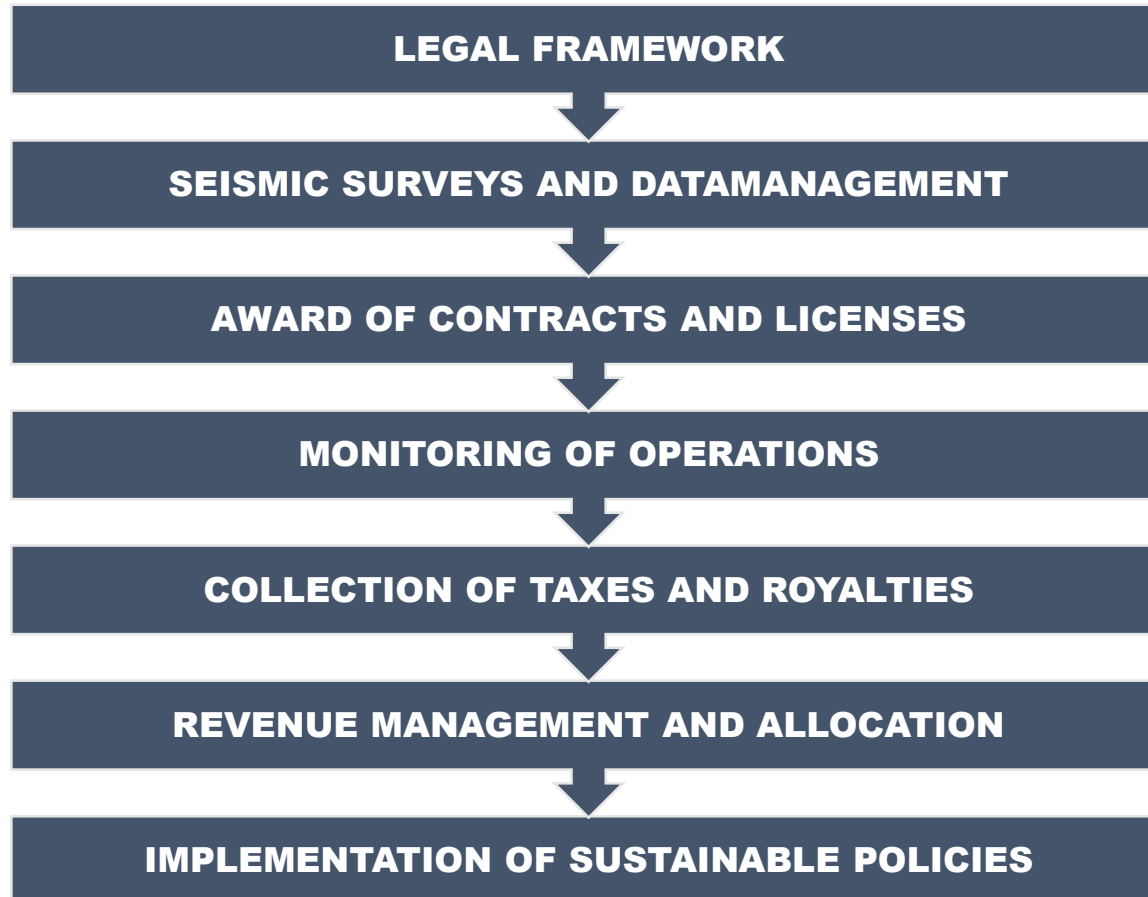 LEGAL FRAMEWORK
SEISMIC SURVEYS AND DATAMANAGEMENT
AWARD OF CONTRACTS AND LICENSES
MONITORING OF OPERATIONS
COLLECTION OF TAXES AND ROYALTIES
REVENUE MANAGEMENT AND ALLOCATION
IMPLEMENTATION OF SUSTAINABLE POLICIES